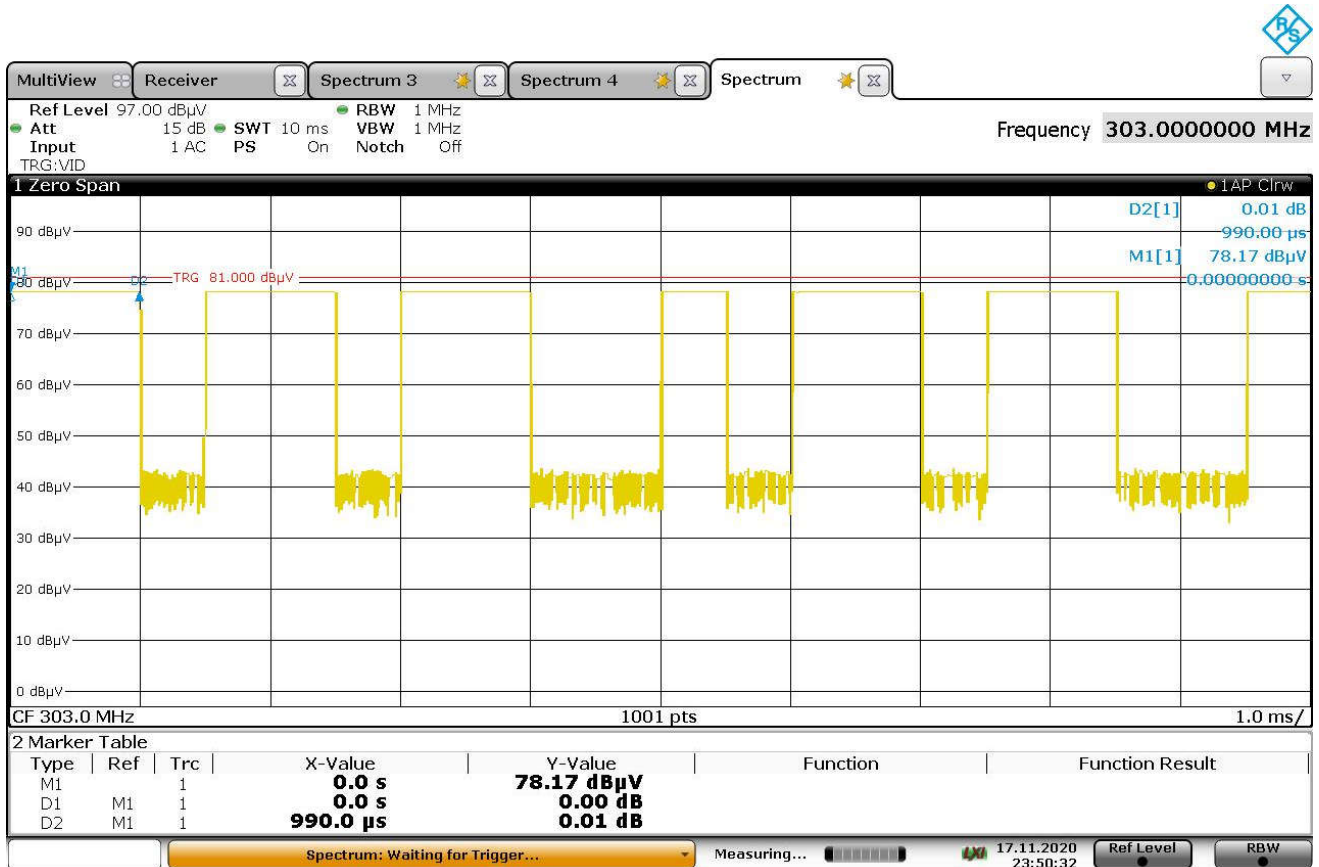 R/S
MultiView Receiver Spectrum 3 Spectrum 4 Spectrum
Ref Level 97.00 dBµV RBW 1 MHz
Att 15 dB SWT 10 ms VBW 1 MHz Frequency 303.0000000 MHz
Input 1 AC PS On Notch Off
TRG:VID
1 Zero Span 1AP Clrw
D2[1] 0.01 dB
90 dBµV 990.00 µs
M1[1] 78.17 dBµV
M1
80 dBµV D2 TRG 81.000 dBµV 0.00000000 s
70 dBµV
60 dBµV
50 dBµV
40 dBµV
30 dBµV
20 dBµV
10 dBµV
0 dBµV
CF 303.0 MHz 1001 pts 1.0 ms/
2 Marker Table
Type Ref Trc X-Value Y-Value Function Function Result
M1 1 0.0 s 78.17 dBµV
D1 M1 1 0.0 s 0.00 dB
D2 M1 1 990.0 µs 0.01 dB
Spectrum: Waiting for Trigger... Measuring... LXI 17.11.2020 Ref Level RBW
23:50:32